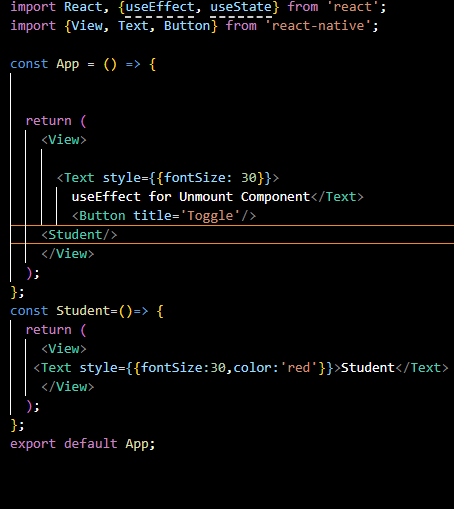 import React, {useEffect, useState} from 'react';
import {View, Text, Button} from 'react-native';
const App = () => {
return (
<View>
<Text style={{fontSize: 30}}>
useEffect for Unmount Component</Text>
<Button title='Toggle'/>
<Student/>
</View>
);
};
const Student=()=> {
return (
<View>
<Text style={{fontSize:30,color:'red'}}>Student</Text>
</View>
);
};
export default App;